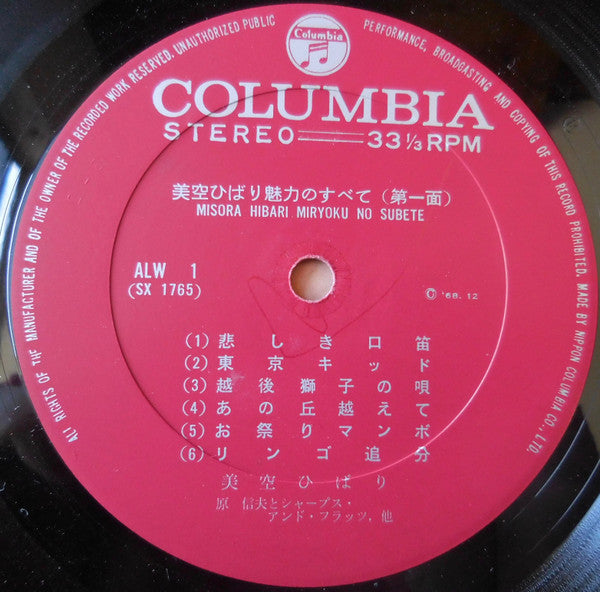 ALL RIGHTS OF THE MANUFACTURER AND OF THE OWNER OF THE RECORDED WORK RESERVED. UNAUTHORIZED PUBLIC PERFORMANCE, BROADCASTING AND COPYING OF THIS RECORD PROHIBITED. MADE BY NIPPON COLUMBIA CO., LTD.
Columbia
COLUMBIA
STEREO 33⅓ RPM
美空ひばり魅力のすべて（第一面）
MISORA HIBARI MIRYOKU NO SUBETE
ALW 1
(SX 1765)
© '68.12
(1) 悲しき口笛
(2) 東京キッド
(3) 越後獅子の唄
(4) あの丘越えて
(5) お祭りマンボ
(6) リンゴ追分
美空ひばり
原 信夫とシャープス・
アンド・フラッツ, 他